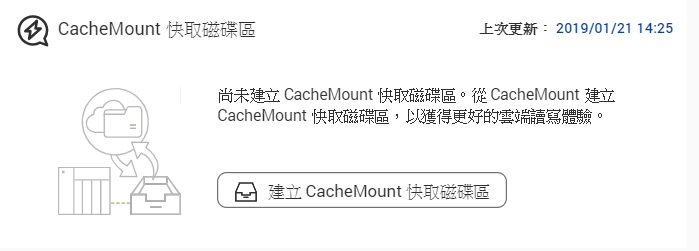 CacheMount 快取磁碟區
上次更新： 2019/01/21 14:25
尚未建立 CacheMount 快取磁碟區。從 CacheMount 建立
CacheMount 快取磁碟區，以獲得更好的雲端讀寫體驗。
建立 CacheMount 快取磁碟區